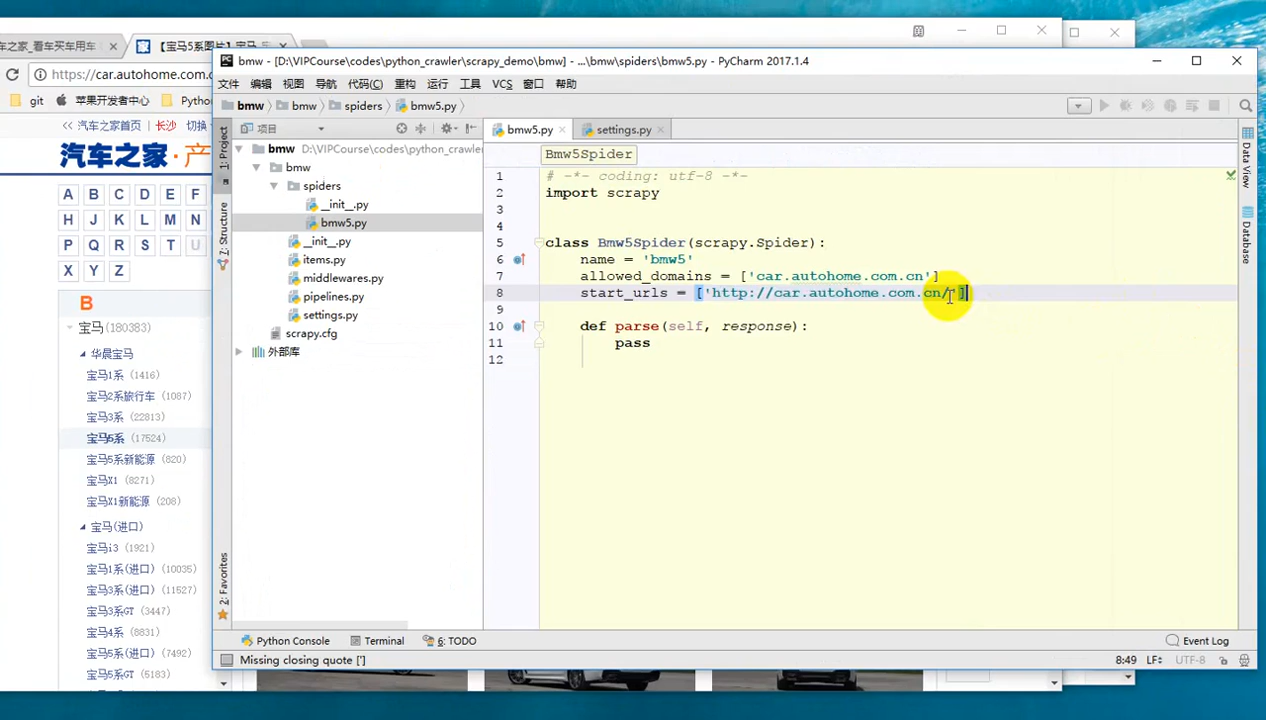 车之家_看车买车用车
【宝马5系图片】宝马
https://car.autohome.com.c
git 苹果开发者中心 Pytho
<< 汽车之家首页 长沙 切换
汽车之家·产
A B C D E F
H J K L M N
P Q R S T U
X Y Z
B
宝马(180383)
华晨宝马
宝马1系 (1416)
宝马2系旅行车 (1087)
宝马3系 (22813)
宝马5系 (17524)
宝马5系新能源 (820)
宝马X1 (8271)
宝马X1新能源 (208)
宝马(进口)
宝马i3 (1921)
宝马1系(进口) (10035)
宝马3系(进口) (11527)
宝马3系GT (3447)
宝马4系 (8831)
宝马5系(进口) (7492)
宝马5系GT (5183)
bmw - [D:\VIPCourse\codes\python_crawler\scrapy_demo\bmw] - ...\bmw\spiders\bmw5.py - PyCharm 2017.1.4
文件 编辑 视图 导航 代码(C) 重构 运行 工具 VCS 窗口 帮助
bmw bmw spiders bmw5.py
1: Project
7: Structure
2: Favorites
项目
bmw D:\VIPCourse\codes\python_crawler
bmw
spiders
__init__.py
bmw5.py
__init__.py
items.py
middlewares.py
pipelines.py
settings.py
scrapy.cfg
外部库
bmw5.py settings.py
Bmw5Spider
1 # -*- coding: utf-8 -*-
2 import scrapy
3
4
5 class Bmw5Spider(scrapy.Spider):
6 name = 'bmw5'
7 allowed_domains = ['car.autohome.com.cn']
8 start_urls = ['http://car.autohome.com.cn/']
9
10 def parse(self, response):
11 pass
12
Data View
Database
Python Console Terminal 6: TODO Event Log
Missing closing quote ['] 8:49 LF÷ UTF-8